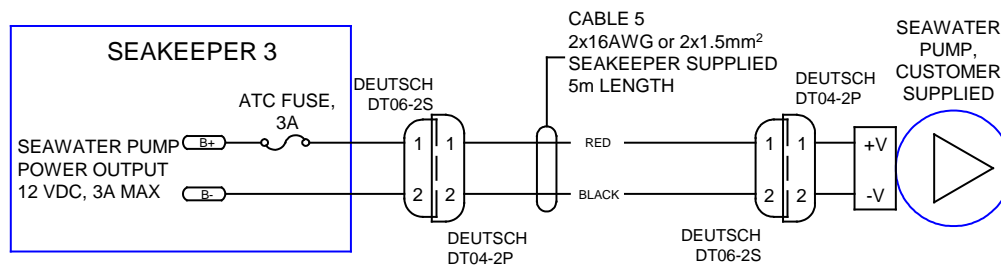 SEAKEEPER 3
ATC FUSE,
3A
SEAWATER PUMP
POWER OUTPUT
12 VDC, 3A MAX
B+
B-
DEUTSCH
DT06-2S
1
2
1
2
DEUTSCH
DT04-2P
CABLE 5
2x16AWG or 2x1.5mm²
SEAKEEPER SUPPLIED
5m LENGTH
RED
BLACK
DEUTSCH
DT04-2P
1
2
1
2
DEUTSCH
DT06-2S
+V
-V
SEAWATER
PUMP,
CUSTOMER
SUPPLIED